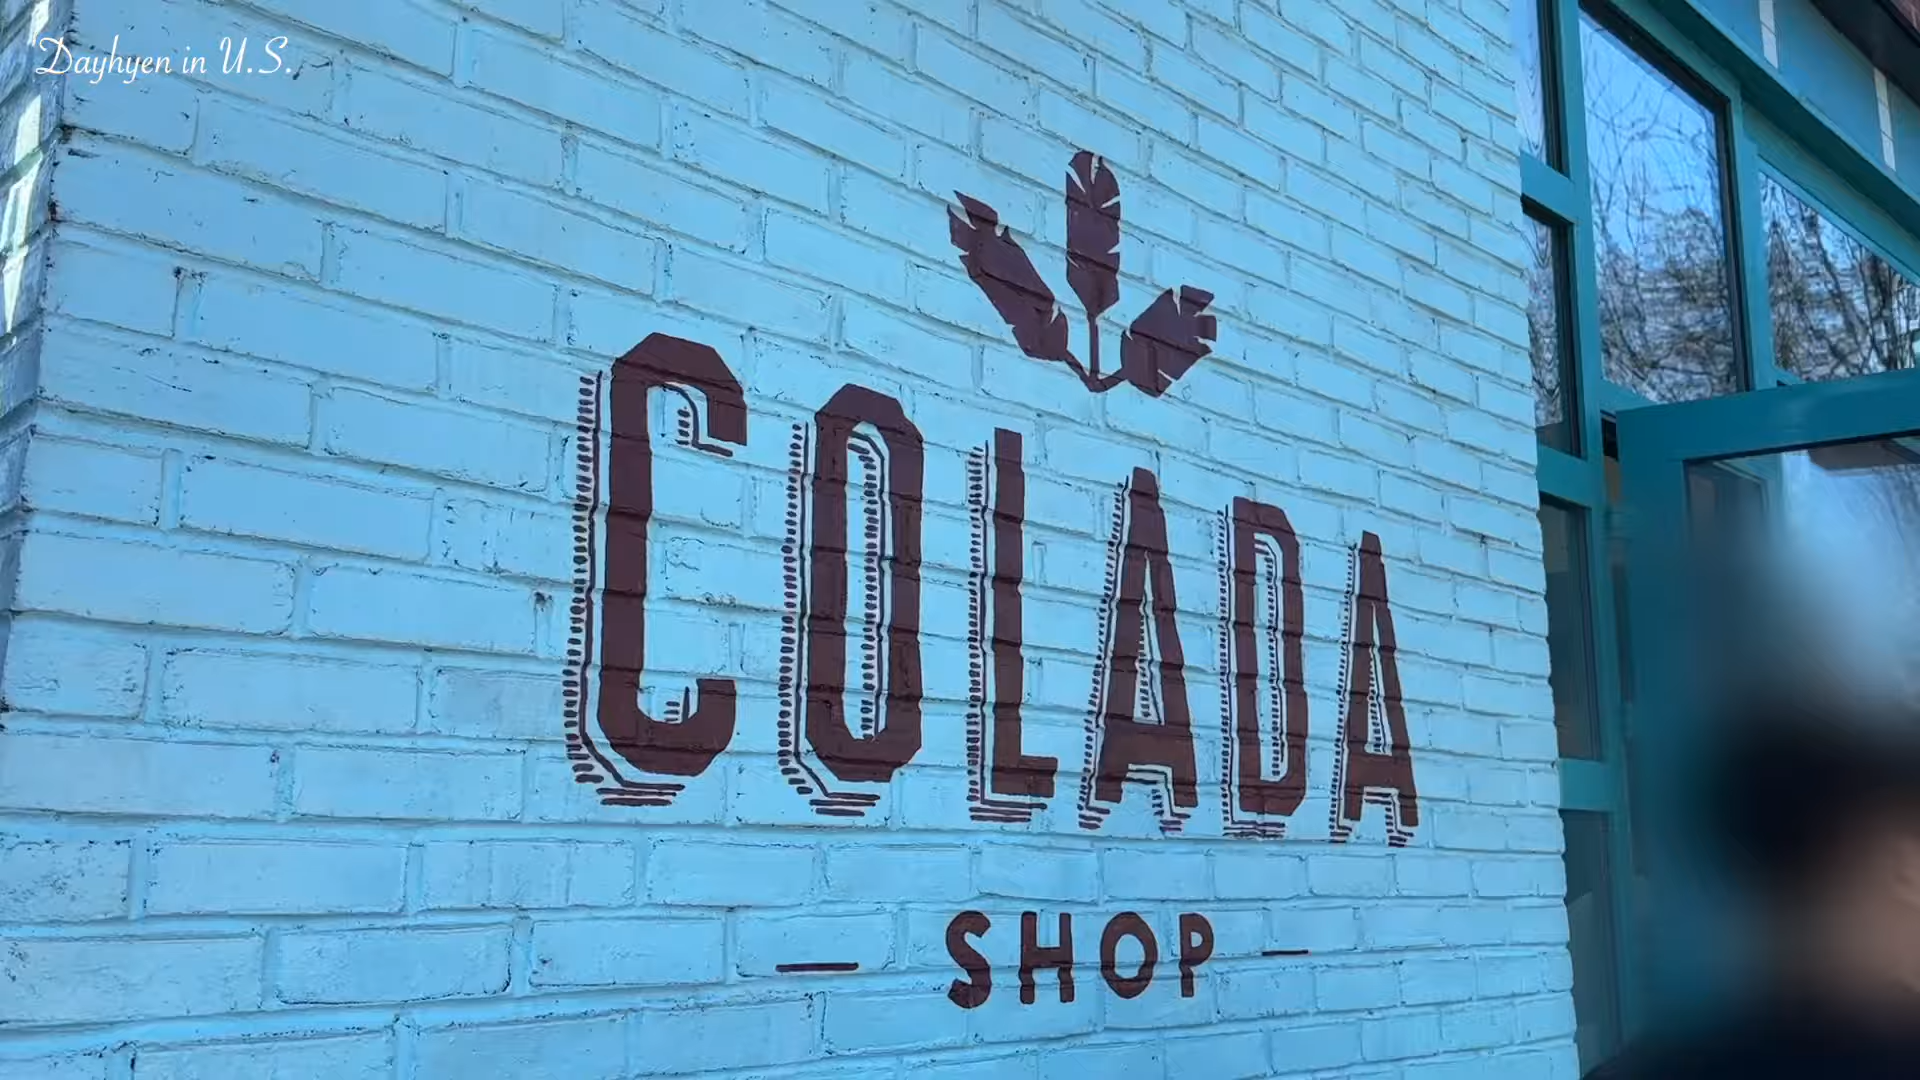 Dayhyen in U.S.
COLADA
— SHOP —